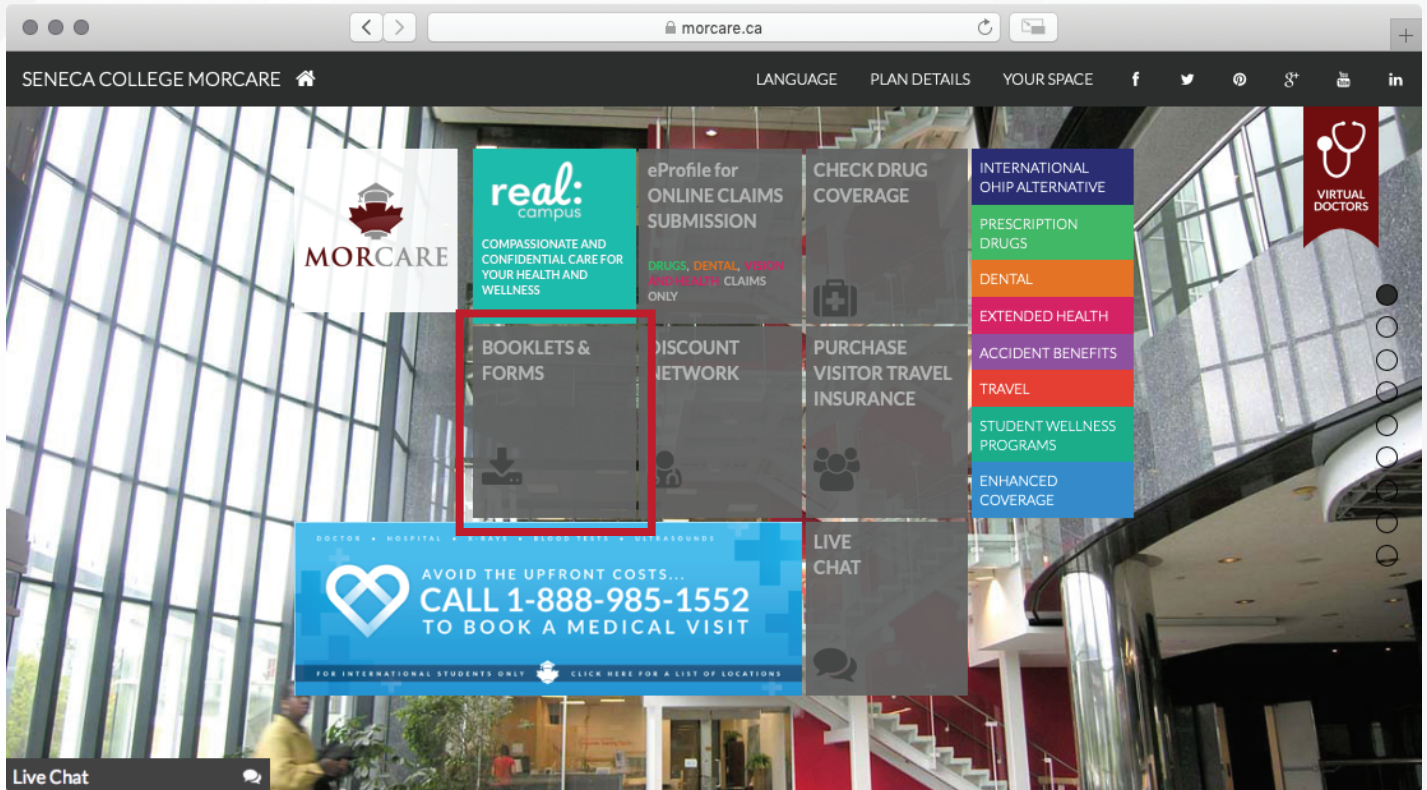 morcare.ca
SENECA COLLEGE MORCARE
LANGUAGE PLAN DETAILS YOUR SPACE
VIRTUAL
DOCTORS
MORCARE
real:
campus
COMPASSIONATE AND
CONFIDENTIAL CARE FOR
YOUR HEALTH AND
WELLNESS
eProfile for
ONLINE CLAIMS
SUBMISSION
DRUGS, DENTAL, VISION
AND HEALTH CLAIMS
ONLY
CHECK DRUG
COVERAGE
INTERNATIONAL
OHIP ALTERNATIVE
PRESCRIPTION
DRUGS
DENTAL
EXTENDED HEALTH
ACCIDENT BENEFITS
TRAVEL
STUDENT WELLNESS
PROGRAMS
ENHANCED
COVERAGE
BOOKLETS &
FORMS
DISCOUNT
NETWORK
PURCHASE
VISITOR TRAVEL
INSURANCE
DOCTOR • HOSPITAL • X-RAYS • BLOOD TESTS • ULTRASOUNDS
AVOID THE UPFRONT COSTS...
CALL 1-888-985-1552
TO BOOK A MEDICAL VISIT
FOR INTERNATIONAL STUDENTS ONLY CLICK HERE FOR A LIST OF LOCATIONS
LIVE
CHAT
Live Chat